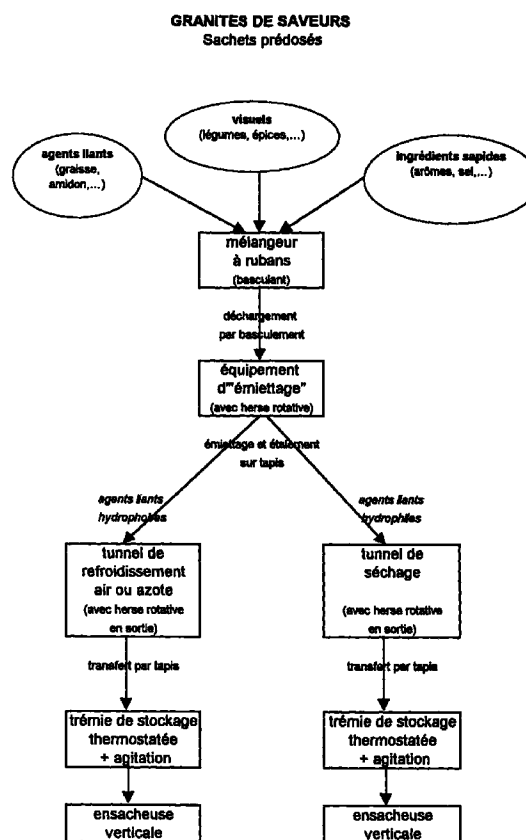 GRANITES DE SAVEURS
Sachets prédosés
visuels
(légumes, épices,...)
agents liants
(graisse,
amidon,...)
ingrédients sapides
(arômes, sel,...)
mélangeur
à rubans
(basculant)
déchargement
par basculement
équipement
d'"émiettage"
(avec herse rotative)
émiettage et étalement
sur tapis
agents liants
hydrophobes
agents liants
hydrophiles
tunnel de
refroidissement
air ou azote
(avec herse rotative
en sortie)
tunnel de
séchage
(avec herse rotative
en sortie)
transfert par tapis
transfert par tapis
trémie de stockage
thermostatée
+ agitation
trémie de stockage
thermostatée
+ agitation
ensacheuse
verticale
ensacheuse
verticale